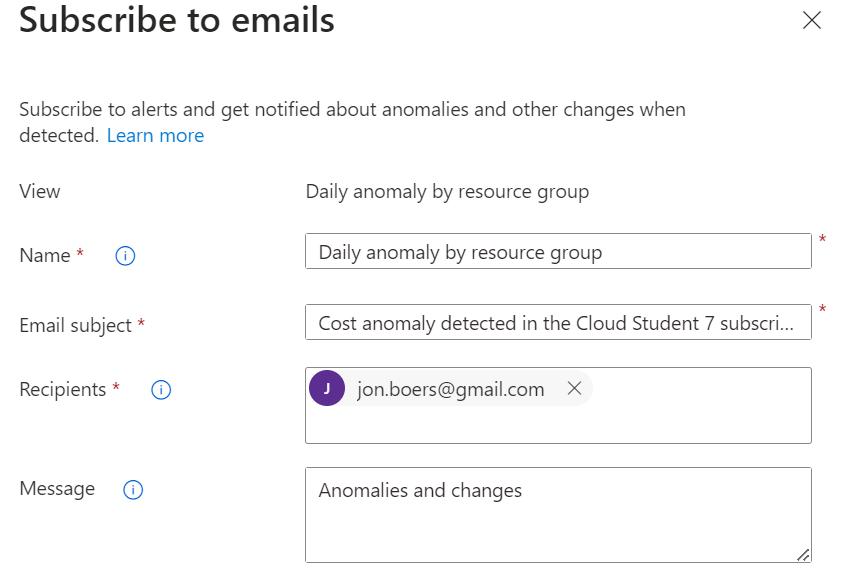 Subscribe to emails
Subscribe to alerts and get notified about anomalies and other changes when
detected. Learn more
View Daily anomaly by resource group
Name * Daily anomaly by resource group *
Email subject * Cost anomaly detected in the Cloud Student 7 subscri... *
Recipients * J jon.boers@gmail.com
Message Anomalies and changes